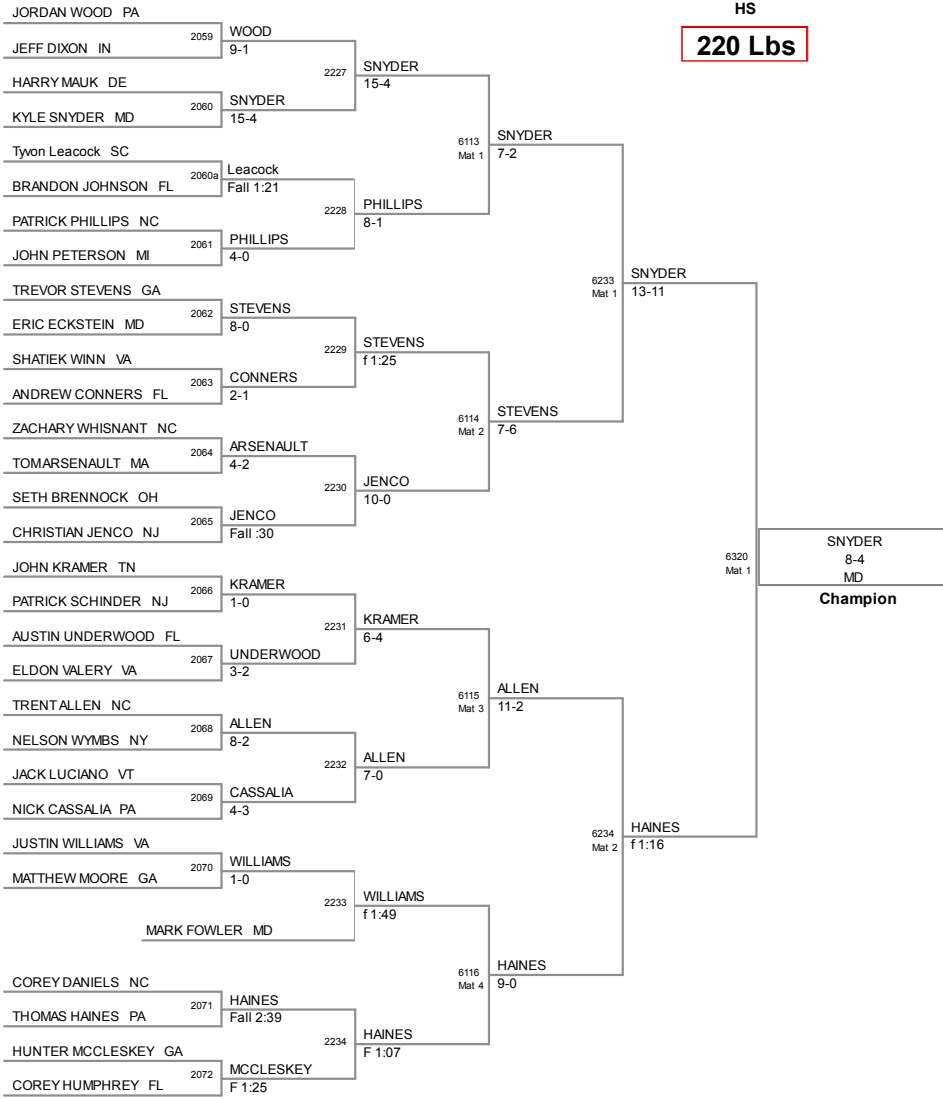 HS
220 Lbs
JORDAN WOOD PA
2059
WOOD
JEFF DIXON IN
9-1
2227
SNYDER
15-4
HARRY MAUK DE
2060
SNYDER
KYLE SNYDER MD
15-4
6113
Mat 1
SNYDER
7-2
Tyvon Leacock SC
2060a
Leacock
BRANDON JOHNSON FL
Fall 1:21
2228
PHILLIPS
8-1
PATRICK PHILLIPS NC
2061
PHILLIPS
JOHN PETERSON MI
4-0
6233
Mat 1
SNYDER
13-11
TREVOR STEVENS GA
2062
STEVENS
ERIC ECKSTEIN MD
8-0
2229
STEVENS
f 1:25
SHATIEK WINN VA
2063
CONNERS
ANDREW CONNERS FL
2-1
6114
Mat 2
STEVENS
7-6
ZACHARY WHISNANT NC
2064
ARSENAULT
TOMARSENAULT MA
4-2
2230
JENCO
10-0
SETH BRENNOCK OH
2065
JENCO
CHRISTIAN JENCO NJ
Fall :30
6320
Mat 1
SNYDER
8-4
MD
Champion
JOHN KRAMER TN
2066
KRAMER
PATRICK SCHINDER NJ
1-0
2231
KRAMER
6-4
AUSTIN UNDERWOOD FL
2067
UNDERWOOD
ELDON VALERY VA
3-2
6115
Mat 3
ALLEN
11-2
TRENT ALLEN NC
2068
ALLEN
NELSON WYMBS NY
8-2
2232
ALLEN
7-0
JACK LUCIANO VT
2069
CASSALIA
NICK CASSALIA PA
4-3
6234
Mat 2
HAINES
f 1:16
JUSTIN WILLIAMS VA
2070
WILLIAMS
MATTHEW MOORE GA
1-0
2233
WILLIAMS
f 1:49
MARK FOWLER MD
6116
Mat 4
HAINES
9-0
COREY DANIELS NC
2071
HAINES
THOMAS HAINES PA
Fall 2:39
2234
HAINES
F 1:07
HUNTER MCCLESKEY GA
2072
MCCLESKEY
COREY HUMPHREY FL
F 1:25